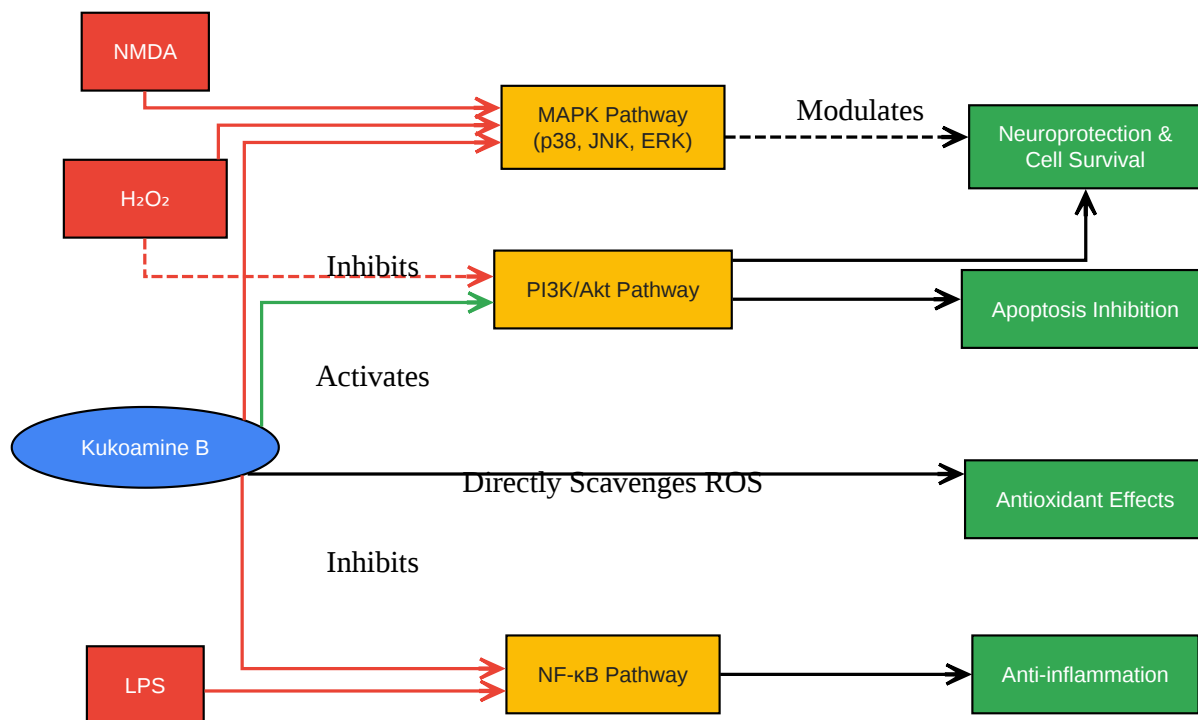 NMDA
MAPK Pathway
(p38, JNK, ERK)
Modulates
Neuroprotection &
Cell Survival
H₂O₂
Inhibits
PI3K/Akt Pathway
Apoptosis Inhibition
Activates
Kukoamine B
Directly Scavenges ROS
Antioxidant Effects
Inhibits
LPS
NF-κB Pathway
Anti-inflammation